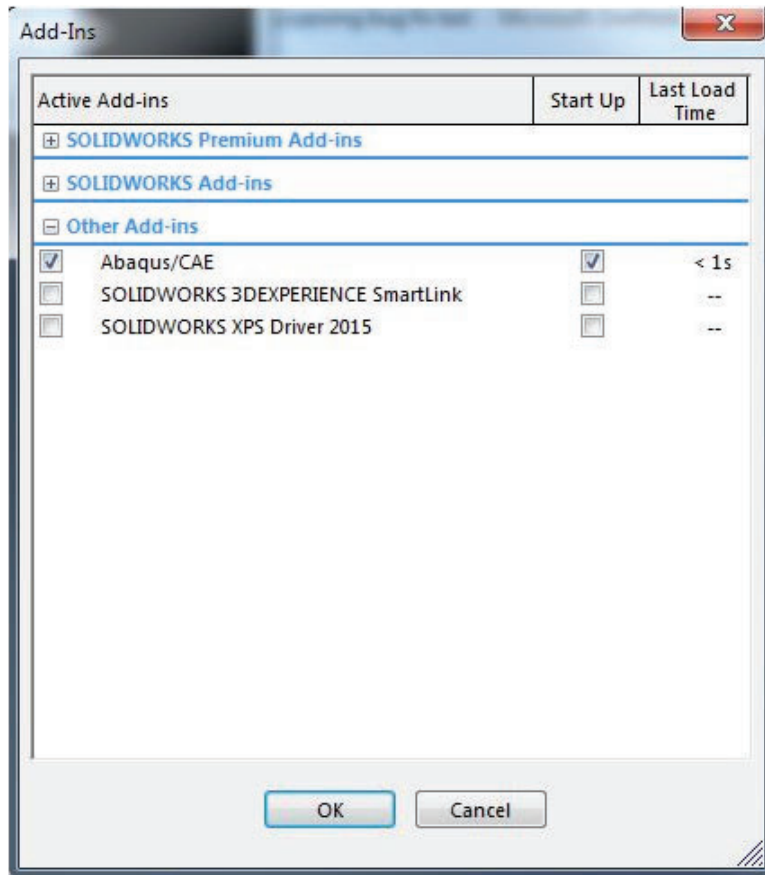 Add-Ins
Active Add-ins Start Up Last Load Time
SOLIDWORKS Premium Add-ins
SOLIDWORKS Add-ins
Other Add-ins
Abaqus/CAE < 1s
SOLIDWORKS 3DEXPERIENCE SmartLink --
SOLIDWORKS XPS Driver 2015 --
OK Cancel